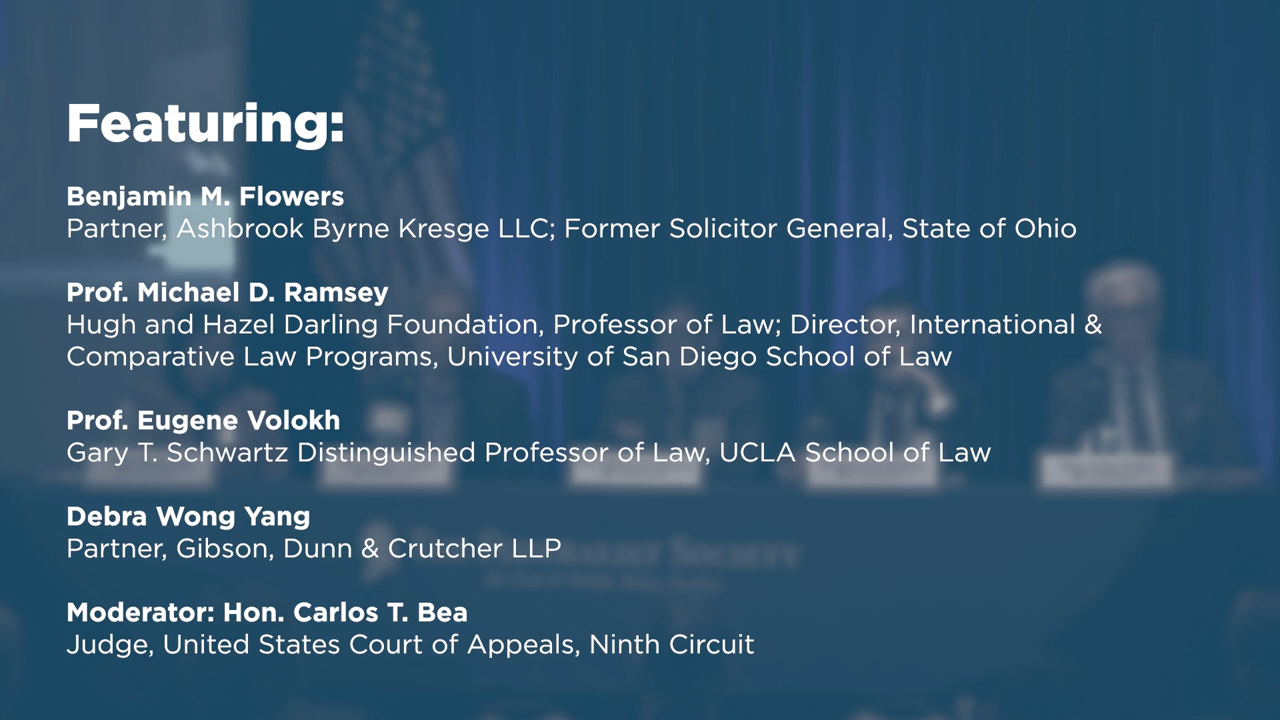 Featuring:
Benjamin M. Flowers
Partner, Ashbrook Byrne Kresge LLC; Former Solicitor General, State of Ohio
Prof. Michael D. Ramsey
Hugh and Hazel Darling Foundation, Professor of Law; Director, International &
Comparative Law Programs, University of San Diego School of Law
Prof. Eugene Volokh
Gary T. Schwartz Distinguished Professor of Law, UCLA School of Law
Debra Wong Yang
Partner, Gibson, Dunn & Crutcher LLP
Moderator: Hon. Carlos T. Bea
Judge, United States Court of Appeals, Ninth Circuit
Society